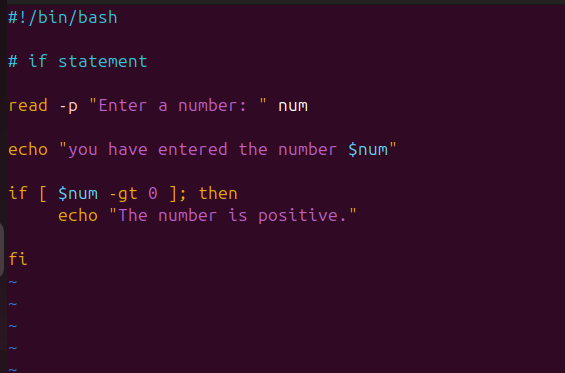 #!/bin/bash
# if statement
read -p "Enter a number: " num
echo "you have entered the number $num"
if [ $num -gt 0 ]; then
     echo "The number is positive."
fi
~
~
~
~
~